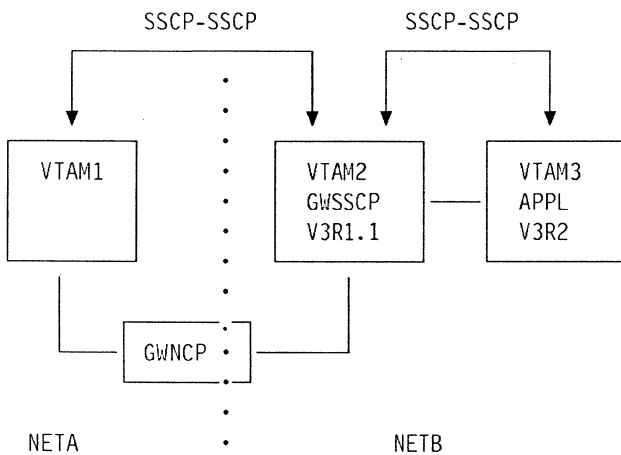 SSCP-SSCP SSCP-SSCP
VTAM1
VTAM2
GWSSCP
V3R1.1
VTAM3
APPL
V3R2
GWNCP
NETA NETB